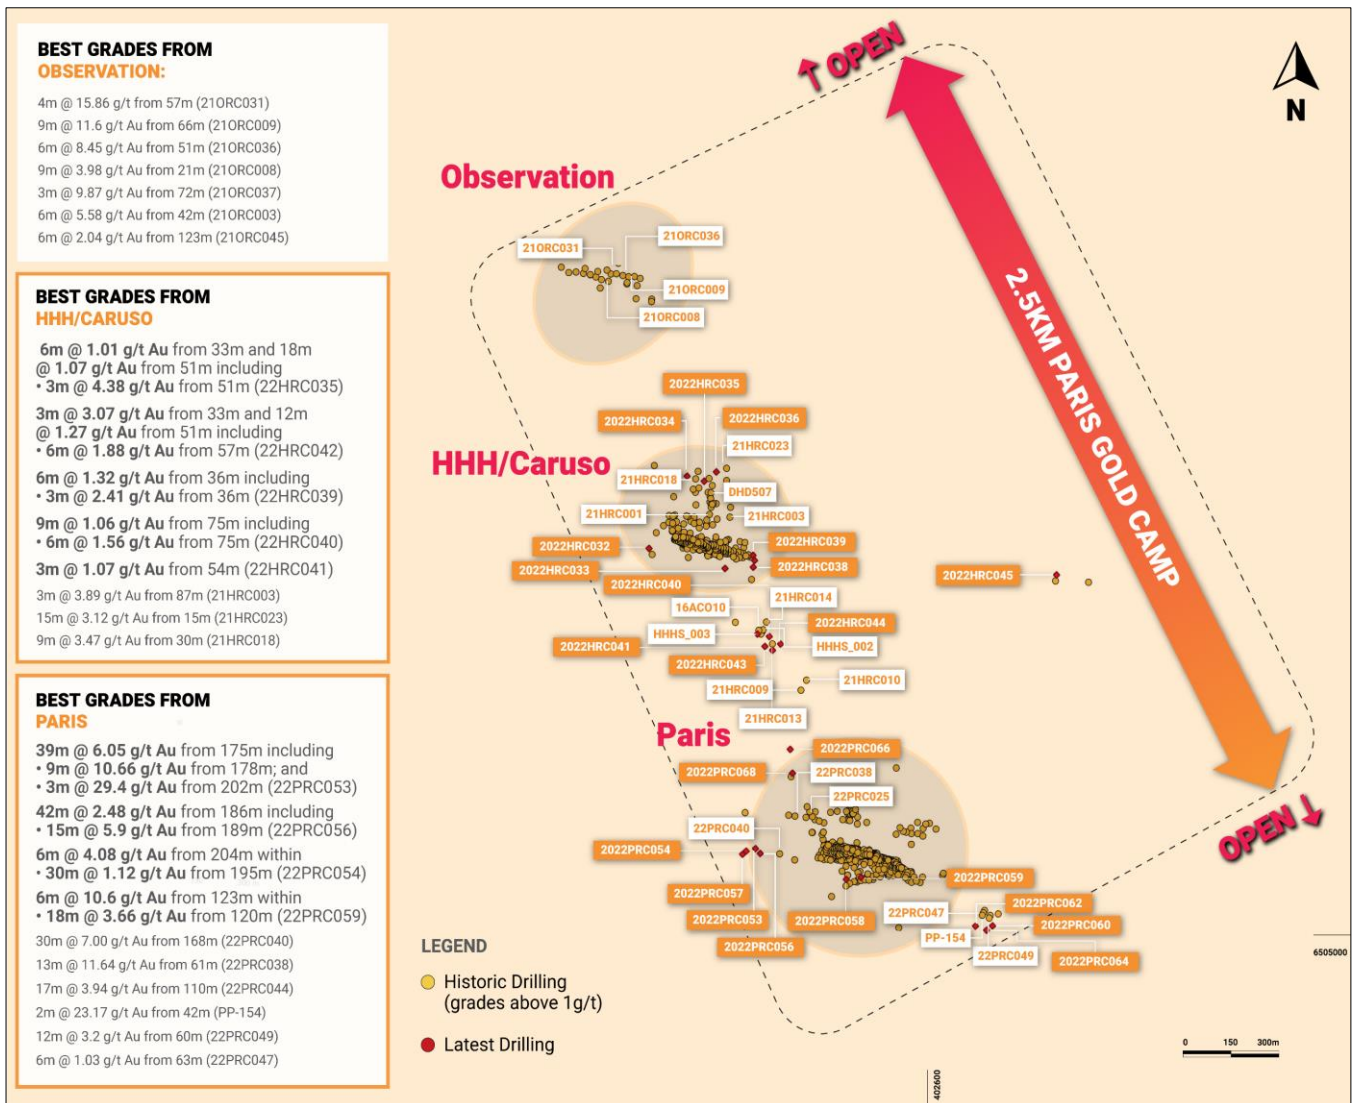 BEST GRADES FROM
OBSERVATION:
4m @ 15.86 g/t from 57m (21ORC031)
9m @ 11.6 g/t Au from 66m (21ORC009)
6m @ 8.45 g/t Au from 51m (21ORC036)
9m @ 3.98 g/t Au from 21m (21ORC008)
3m @ 9.87 g/t Au from 72m (21ORC037)
6m @ 5.58 g/t Au from 42m (21ORC003)
6m @ 2.04 g/t Au from 123m (21ORC045)
BEST GRADES FROM
HHH/CARUSO
6m @ 1.01 g/t Au from 33m and 18m
@ 1.07 g/t Au from 51m including
• 3m @ 4.38 g/t Au from 51m (22HRC035)
3m @ 3.07 g/t Au from 33m and 12m
@ 1.27 g/t Au from 51m including
• 6m @ 1.88 g/t Au from 57m (22HRC042)
6m @ 1.32 g/t Au from 36m including
• 3m @ 2.41 g/t Au from 36m (22HRC039)
9m @ 1.06 g/t Au from 75m including
• 6m @ 1.56 g/t Au from 75m (22HRC040)
3m @ 1.07 g/t Au from 54m (22HRC041)
3m @ 3.89 g/t Au from 87m (21HRC003)
15m @ 3.12 g/t Au from 15m (21HRC023)
9m @ 3.47 g/t Au from 30m (21HRC018)
BEST GRADES FROM
PARIS
39m @ 6.05 g/t Au from 175m including
• 9m @ 10.66 g/t Au from 178m; and
• 3m @ 29.4 g/t Au from 202m (22PRC053)
42m @ 2.48 g/t Au from 186m including
• 15m @ 5.9 g/t Au from 189m (22PRC056)
6m @ 4.08 g/t Au from 204m within
• 30m @ 1.12 g/t Au from 195m (22PRC054)
6m @ 10.6 g/t Au from 123m within
• 18m @ 3.66 g/t Au from 120m (22PRC059)
30m @ 7.00 g/t Au from 168m (22PRC040)
13m @ 11.64 g/t Au from 61m (22PRC038)
17m @ 3.94 g/t Au from 110m (22PRC044)
2m @ 23.17 g/t Au from 42m (PP-154)
12m @ 3.2 g/t Au from 60m (22PRC049)
6m @ 1.03 g/t Au from 63m (22PRC047)
↑ OPEN
N
2.5KM PARIS GOLD CAMP
OPEN ↓
Observation
21ORC036
21ORC031
21ORC009
21ORC008
2022HRC035
2022HRC034
2022HRC036
21HRC023
HHH/Caruso
21HRC018
DHD507
21HRC001
21HRC003
2022HRC032
2022HRC039
2022HRC033
2022HRC038
2022HRC045
2022HRC040
21HRC014
16ACO10
2022HRC044
HHHS_003
2022HRC041
HHHS_002
2022HRC043
21HRC009
21HRC010
21HRC013
Paris
2022PRC066
2022PRC068
22PRC038
22PRC025
22PRC040
2022PRC054
2022PRC057
2022PRC059
2022PRC053
2022PRC058
22PRC047
2022PRC062
2022PRC056
PP-154
2022PRC060
22PRC049
2022PRC064
LEGEND
Historic Drilling
(grades above 1g/t)
Latest Drilling
6505000
0 150 300m
402600